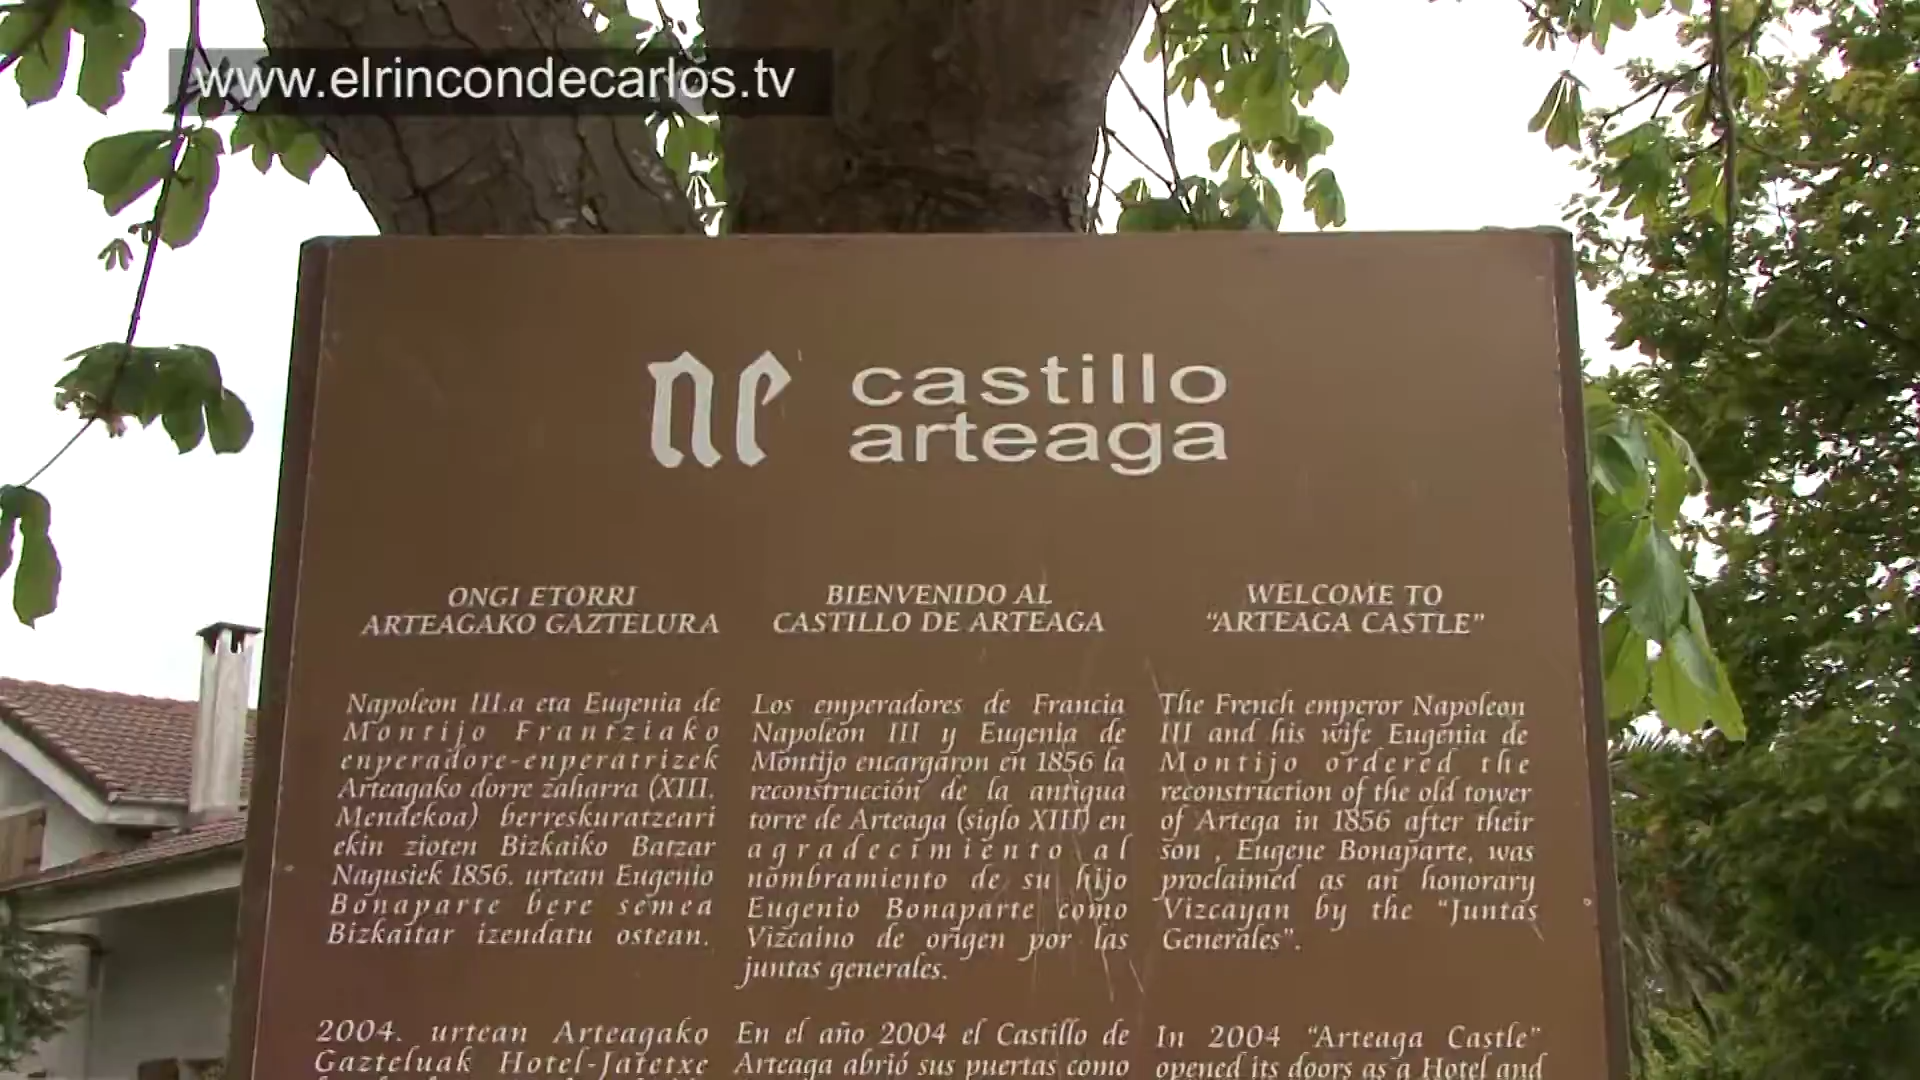 www.elrincondecarlos.tv
castillo
arteaga
ONGI ETORRI
ARTEAGAKO GAZTELURA
Napoleon III.a eta Eugenia de
Montijo Frantziako
enperadore-enperatrizek
Arteagako dorre zaharra (XIII.
Mendekoa) berreskuratzeari
ekin zioten Bizkaiko Batzar
Nagusiek 1856. urtean Eugenio
Bonaparte bere semea
Bizkaitar izendatu ostean.
2004. urtean Arteagako
Gazteluak Hotel-Jatetxe
BIENVENIDO AL
CASTILLO DE ARTEAGA
Los emperadores de Francia
Napoleón III y Eugenia de
Montijo encargaron en 1856 la
reconstrucción de la antigua
torre de Arteaga (siglo XIII) en
agradecimiento al
nombramiento de su hijo
Eugenio Bonaparte como
Vizcaino de origen por las
juntas generales.
En el año 2004 el Castillo de
Arteaga abrió sus puertas como
WELCOME TO
“ARTEAGA CASTLE”
The French emperor Napoleon
III and his wife Eugenia de
Montijo ordered the
reconstruction of the old tower
of Artega in 1856 after their
son , Eugene Bonaparte, was
proclaimed as an honorary
Vizcayan by the “Juntas
Generales”.
In 2004 “Arteaga Castle”
opened its doors as a Hotel and